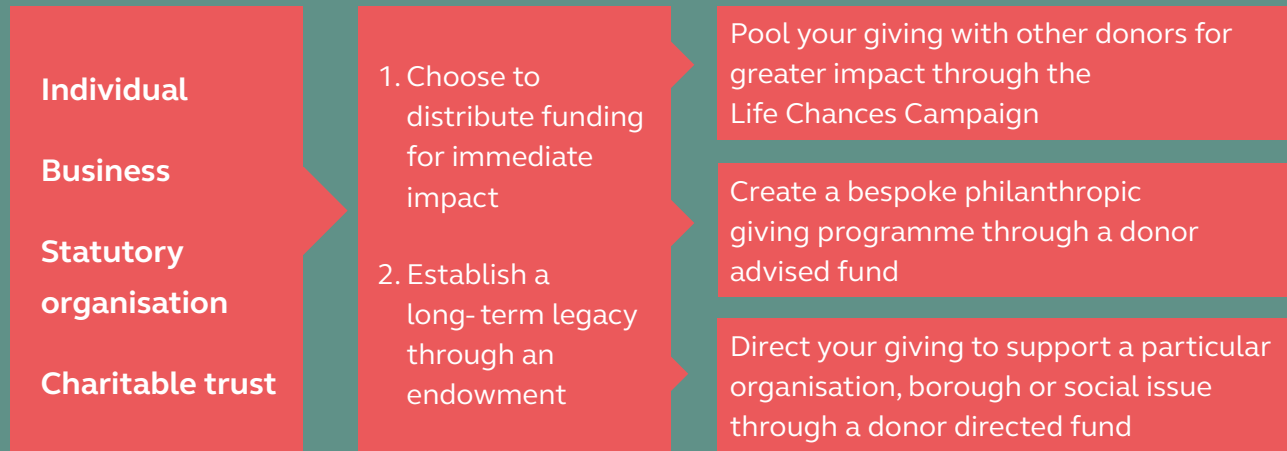 Individual
Business
Statutory
organisation
Charitable trust
1. Choose to
distribute funding
for immediate
impact
2. Establish a
long- term legacy
through an
endowment
Pool your giving with other donors for
greater impact through the
Life Chances Campaign
Create a bespoke philanthropic
giving programme through a donor
advised fund
Direct your giving to support a particular
organisation, borough or social issue
through a donor directed fund